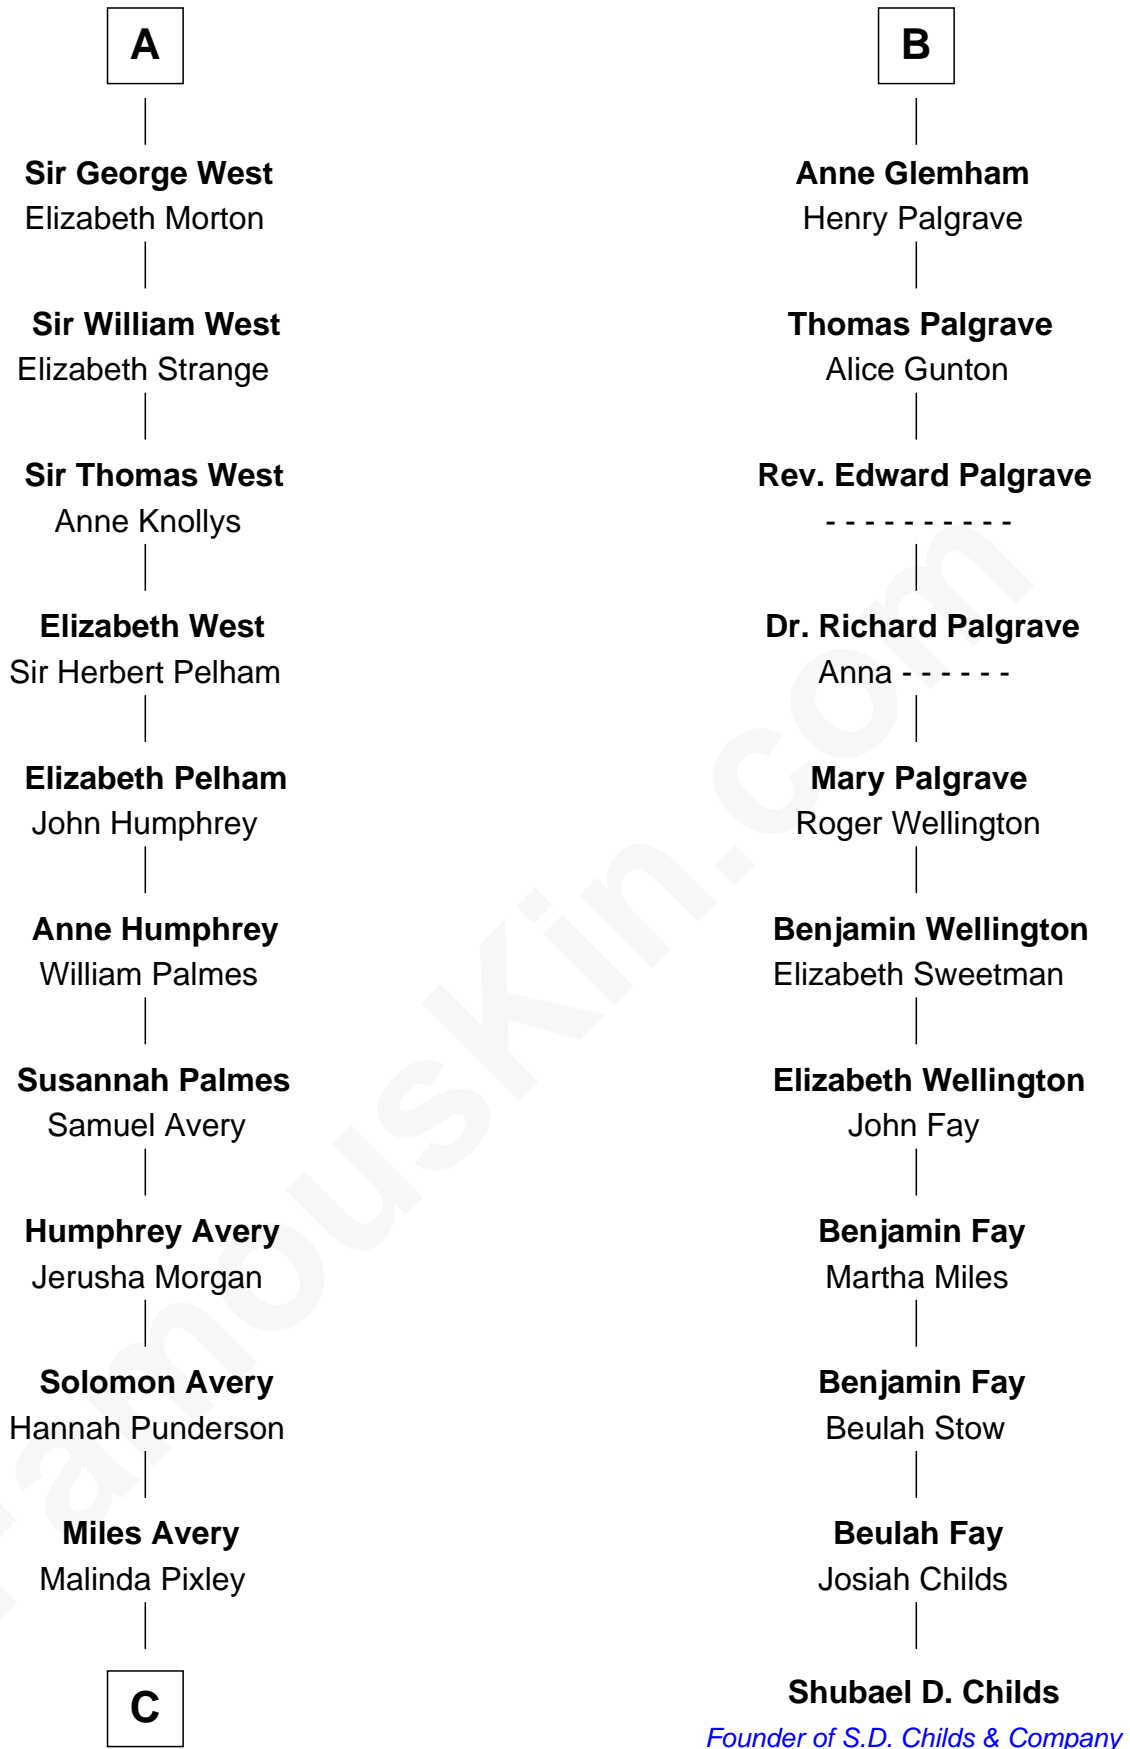 A
Sir George West
Elizabeth Morton
Sir William West
Elizabeth Strange
Sir Thomas West
Anne Knollys
Elizabeth West
Sir Herbert Pelham
Elizabeth Pelham
John Humphrey
Anne Humphrey
William Palmes
Susannah Palmes
Samuel Avery
Humphrey Avery
Jerusha Morgan
Solomon Avery
Hannah Punderson
Miles Avery
Malinda Pixley
C
B
Anne Glemham
Henry Palgrave
Thomas Palgrave
Alice Gunton
Rev. Edward Palgrave
- - - - - - - - - -
Dr. Richard Palgrave
Anna - - - - - -
Mary Palgrave
Roger Wellington
Benjamin Wellington
Elizabeth Sweetman
Elizabeth Wellington
John Fay
Benjamin Fay
Martha Miles
Benjamin Fay
Beulah Stow
Beulah Fay
Josiah Childs
Shubael D. Childs
Founder of S.D. Childs & Company
FamousKin.com